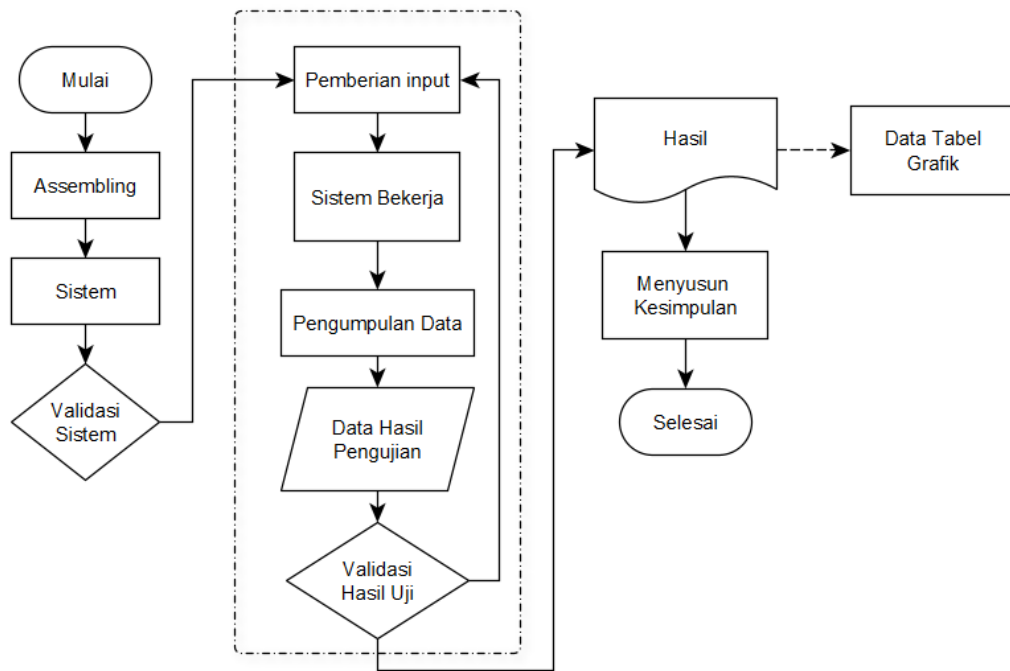 Mulai
Assembling
Sistem
Validasi
Sistem
Pemberian input
Sistem Bekerja
Pengumpulan Data
Data Hasil
Pengujian
Validasi
Hasil Uji
Hasil
Data Tabel
Grafik
Menyusun
Kesimpulan
Selesai